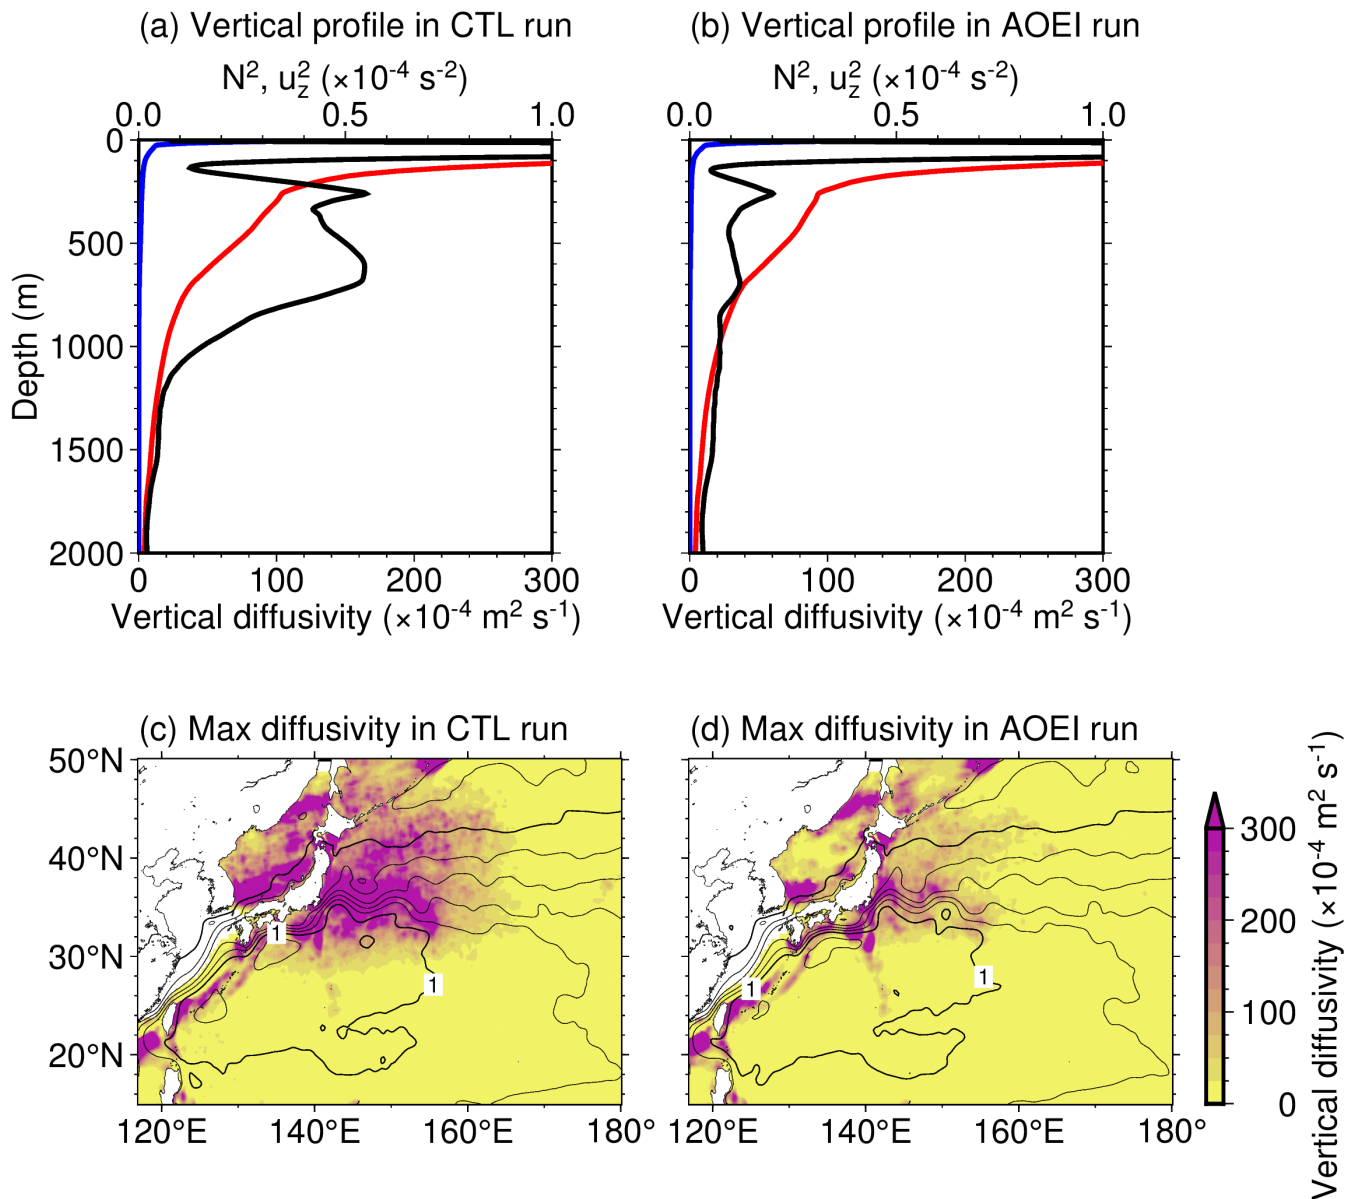 (a) Vertical profile in CTL run
(b) Vertical profile in AOEI run
N², u_z² (×10⁻⁴ s⁻²)
N², u_z² (×10⁻⁴ s⁻²)
0.0 0.5 1.0
0.0 0.5 1.0
0
500
1000
1500
2000
Depth (m)
0 100 200 300
0 100 200 300
Vertical diffusivity (×10⁻⁴ m² s⁻¹)
Vertical diffusivity (×10⁻⁴ m² s⁻¹)
(c) Max diffusivity in CTL run
(d) Max diffusivity in AOEI run
50°N
40°N
30°N
20°N
1
1
1
1
120°E 140°E 160°E 180°
120°E 140°E 160°E 180°
300
200
100
0
Vertical diffusivity (×10⁻⁴ m² s⁻¹)